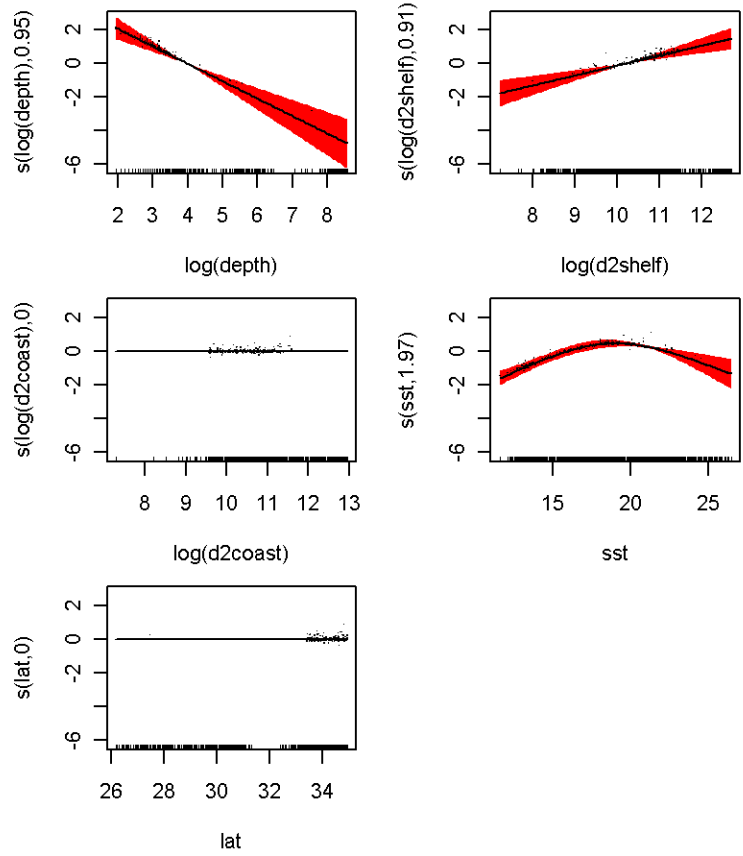 s(log(depth),0.95)
2
0
-2
-6
2 3 4 5 6 7 8
log(depth)
s(log(d2shelf),0.91)
2
0
-2
-6
8 10 12
log(d2shelf)
s(log(d2coast),0)
2
0
-2
-6
8 9 10 11 12 13
log(d2coast)
s(sst,1.97)
2
0
-2
-6
15 20 25
sst
s(lat,0)
2
0
-2
-6
26 28 30 32 34
lat